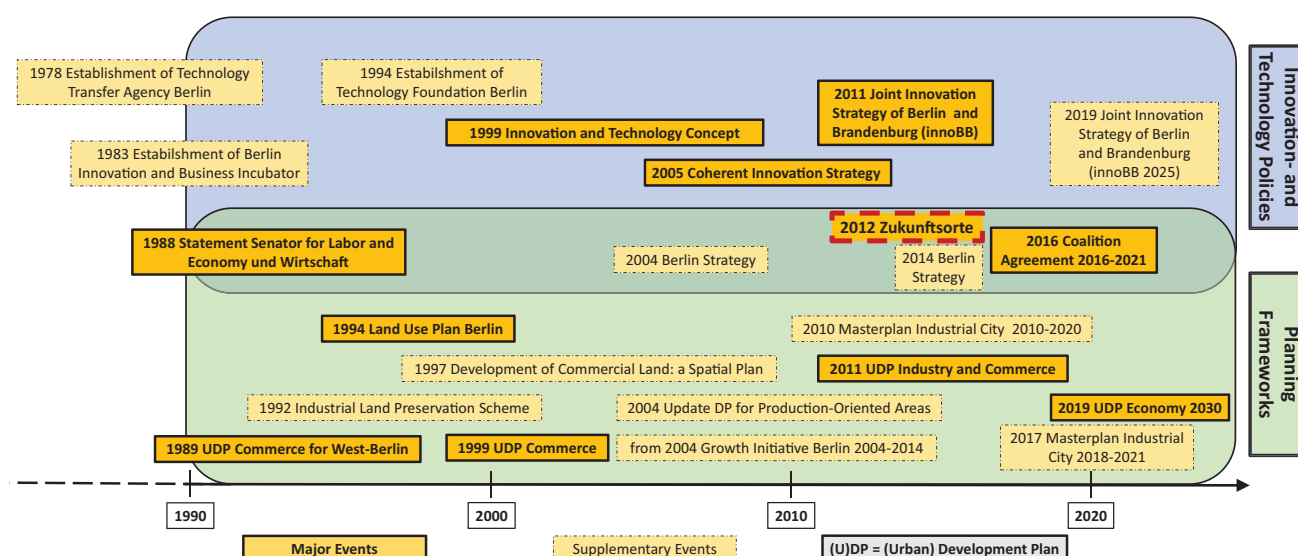 1978 Establishment of Technology
Transfer Agency Berlin
1994 Estabilshment of
Technology Foundation Berlin
2011 Joint Innovation
Strategy of Berlin and
Brandenburg (innoBB)
1999 Innovation and Technology Concept
2019 Joint Innovation
Strategy of Berlin
and Brandenburg
(innoBB 2025)
1983 Estabilshment of Berlin
Innovation and Business Incubator
2005 Coherent Innovation Strategy
Innovation- and
Technology Policies
2012 Zukunftsorte
1988 Statement Senator for Labor and
Economy und Wirtschaft
2004 Berlin Strategy
2014 Berlin
Strategy
2016 Coalition
Agreement 2016-2021
1994 Land Use Plan Berlin
2010 Masterplan Industrial City 2010-2020
1997 Development of Commercial Land: a Spatial Plan
2011 UDP Industry and Commerce
1992 Industrial Land Preservation Scheme
2004 Update DP for Production-Oriented Areas
2019 UDP Economy 2030
1989 UDP Commerce for West-Berlin
1999 UDP Commerce
from 2004 Growth Initiative Berlin 2004-2014
2017 Masterplan Industrial
City 2018-2021
Planning
Frameworks
1990
2000
2010
2020
Major Events
Supplementary Events
(U)DP = (Urban) Development Plan